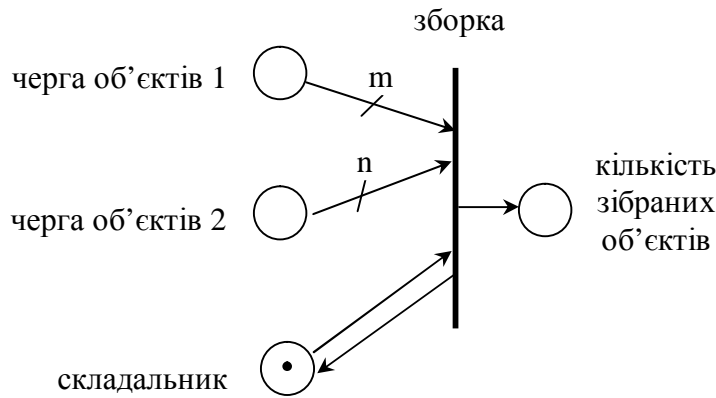 зборка
черга об’єктів 1
m
n
черга об’єктів 2
кількість
зібраних
об’єктів
складальник